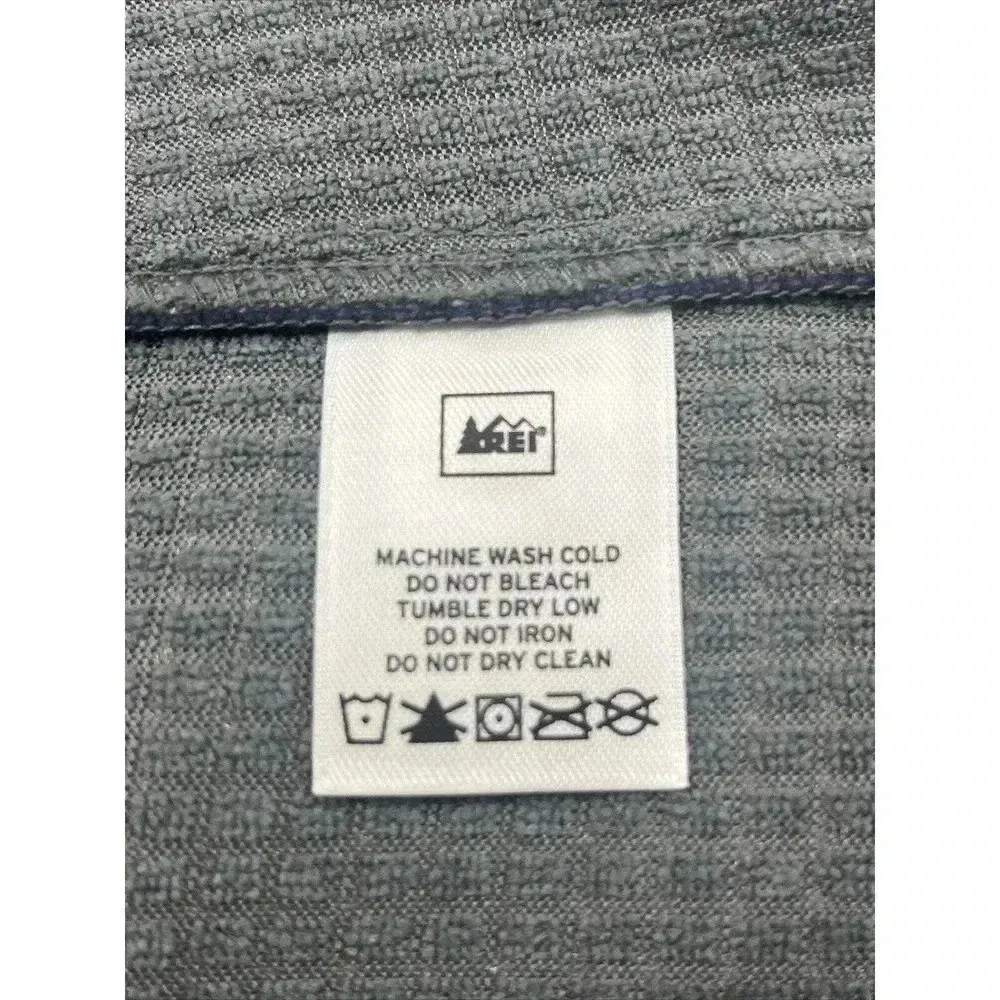 REI®
MACHINE WASH COLD
DO NOT BLEACH
TUMBLE DRY LOW
DO NOT IRON
DO NOT DRY CLEAN